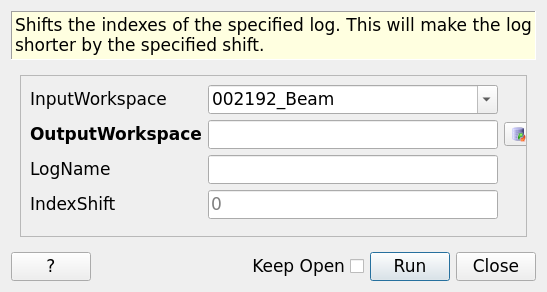 Shifts the indexes of the specified log. This will make the log
shorter by the specified shift.
InputWorkspace 002192_Beam
OutputWorkspace
LogName
IndexShift 0
? Keep Open Run Close